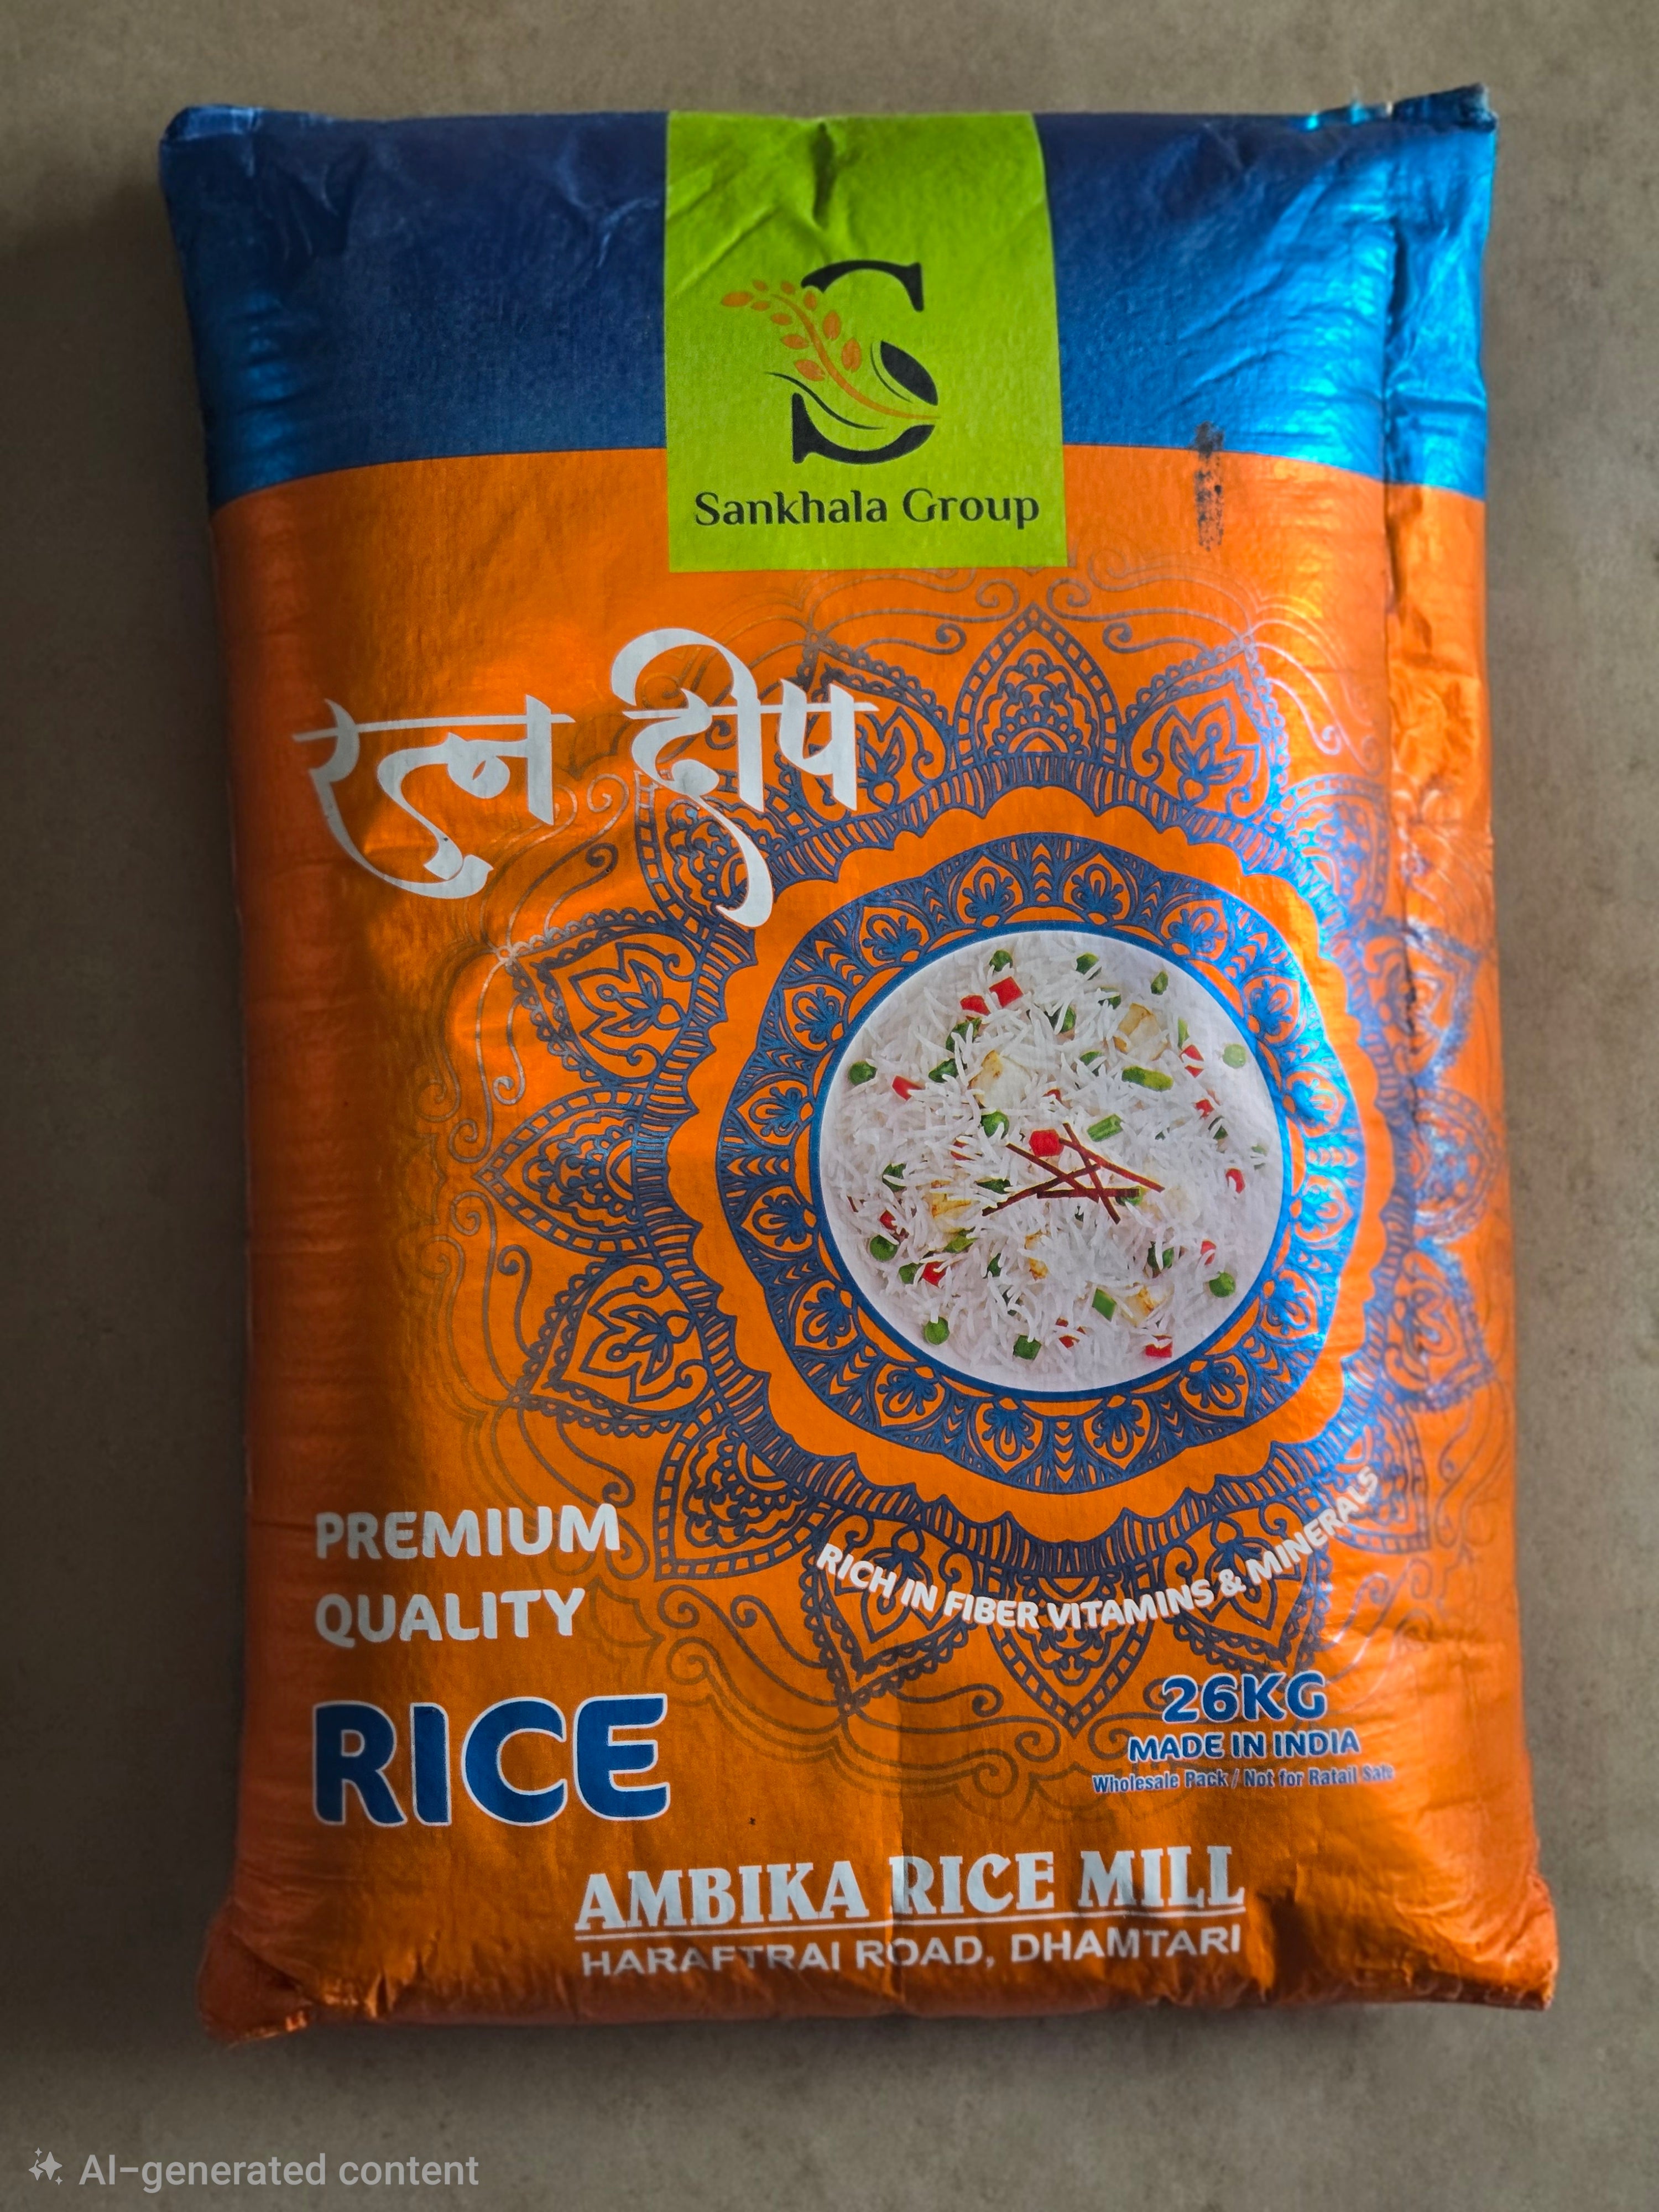 Sankhala Group
रत्न दीप
PREMIUM
QUALITY
RICE
RICH IN FIBER VITAMINS & MINERALS
26KG
MADE IN INDIA
Wholesale Pack / Not for Ratail Sale
AMBIKA RICE MILL
HARAFTRAI ROAD, DHAMTARI
AI-generated content